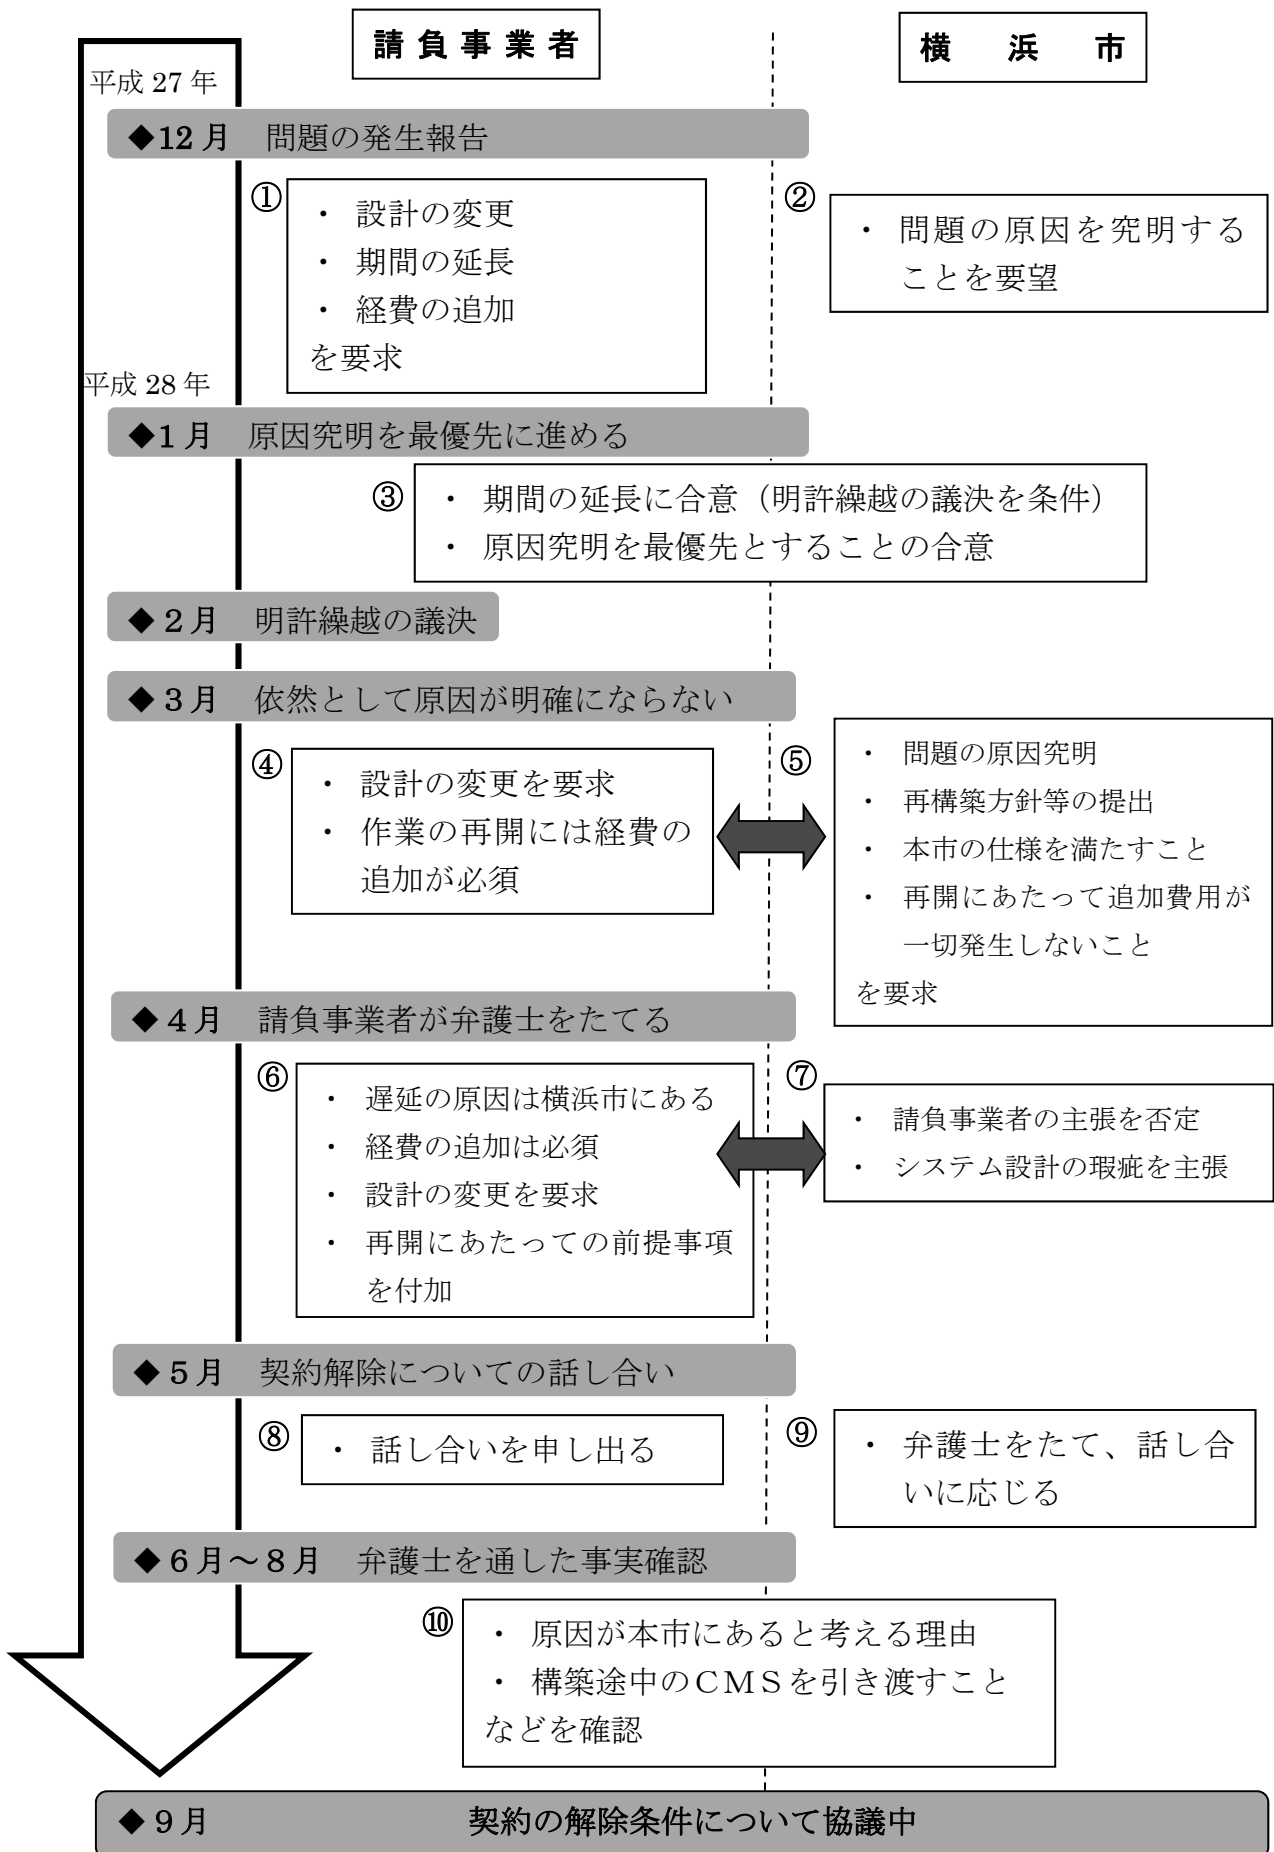 請負事業者
横浜市
平成 27 年
◆12 月　問題の発生報告
①
・ 設計の変更
・ 期間の延長
・ 経費の追加
を要求
②
・ 問題の原因を究明する
ことを要望
平成 28 年
◆1 月　原因究明を最優先に進める
③
・ 期間の延長に合意（明許繰越の議決を条件）
・ 原因究明を最優先とすることの合意
◆２月　明許繰越の議決
◆３月　依然として原因が明確にならない
④
・ 設計の変更を要求
・ 作業の再開には経費の
追加が必須
⑤
・ 問題の原因究明
・ 再構築方針等の提出
・ 本市の仕様を満たすこと
・ 再開にあたって追加費用が
一切発生しないこと
を要求
◆４月　請負事業者が弁護士をたてる
⑥
・ 遅延の原因は横浜市にある
・ 経費の追加は必須
・ 設計の変更を要求
・ 再開にあたっての前提事項
を付加
⑦
・ 請負事業者の主張を否定
・ システム設計の瑕疵を主張
◆５月　契約解除についての話し合い
⑧
・ 話し合いを申し出る
⑨
・ 弁護士をたて、話し合
いに応じる
◆６月～８月　弁護士を通した事実確認
⑩
・ 原因が本市にあると考える理由
・ 構築途中のＣＭＳを引き渡すこと
などを確認
◆９月　契約の解除条件について協議中